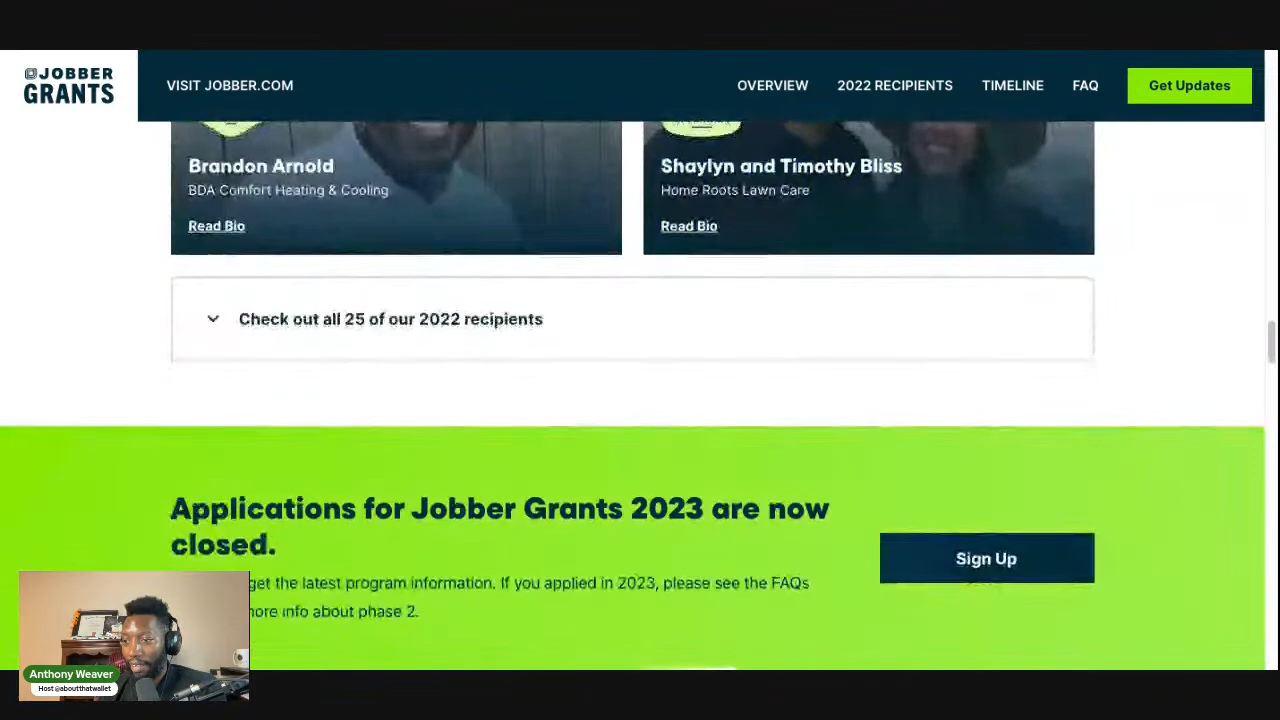 JOBBER
GRANTS
VISIT JOBBER.COM
OVERVIEW
2022 RECIPIENTS
TIMELINE
FAQ
Get Updates
Brandon Arnold
BDA Comfort Heating & Cooling
Read Bio
Shaylyn and Timothy Bliss
Home Roots Lawn Care
Read Bio
Check out all 25 of our 2022 recipients
Applications for Jobber Grants 2023 are now
closed.
get the latest program information. If you applied in 2023, please see the FAQs
more info about phase 2.
Sign Up
Anthony Weaver
Host @aboutthatwallet